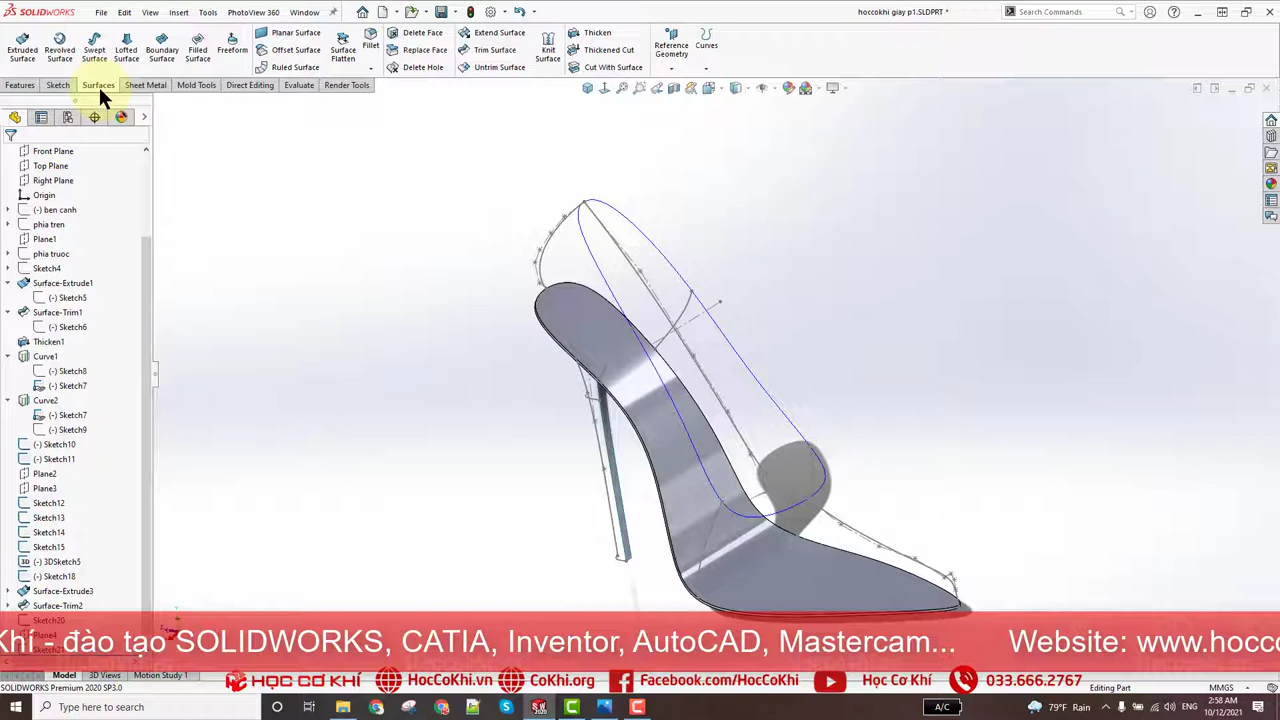 SOLIDWORKS
File
Edit
View
Insert
Tools
PhotoView 360
Window
hoccokhi giay p1.SLDPRT *
Search Commands
Extruded Surface
Revolved Surface
Swept Surface
Lofted Surface
Boundary Surface
Filled Surface
Freeform
Planar Surface
Offset Surface
Ruled Surface
Surface Flatten
Fillet
Delete Face
Replace Face
Delete Hole
Extend Surface
Trim Surface
Untrim Surface
Knit Surface
Thicken
Thickened Cut
Cut With Surface
Reference Geometry
Curves
Features
Sketch
Surfaces
Sheet Metal
Mold Tools
Direct Editing
Evaluate
Render Tools
Front Plane
Top Plane
Right Plane
Origin
(-) ben canh
phia tren
Plane1
phia truoc
Sketch4
Surface-Extrude1
(-) Sketch5
Surface-Trim1
(-) Sketch6
Thicken1
Curve1
(-) Sketch8
(-) Sketch7
Curve2
(-) Sketch7
(-) Sketch9
(-) Sketch10
(-) Sketch11
Plane2
Plane3
Sketch12
Sketch13
Sketch14
Sketch15
3D (-) 3DSketch5
(-) Sketch18
Surface-Extrude3
Surface-Trim2
Sketch20
Plane4
Khí đào tạo SOLIDWORKS, CATIA, Inventor, AutoCAD, Mastercam... Website: www.hocco
Model
3D Views
Motion Study 1
HỌC CƠ KHÍ
HocCoKhi.vn
CoKhi.org
Facebook.com/HocCoKhi
Học Cơ Khí
033.666.2767
SOLIDWORKS Premium 2020 SP3.0
Editing Part
MMGS
Type here to search
A/C
79°F Rain
2:58 AM
10/12/2021